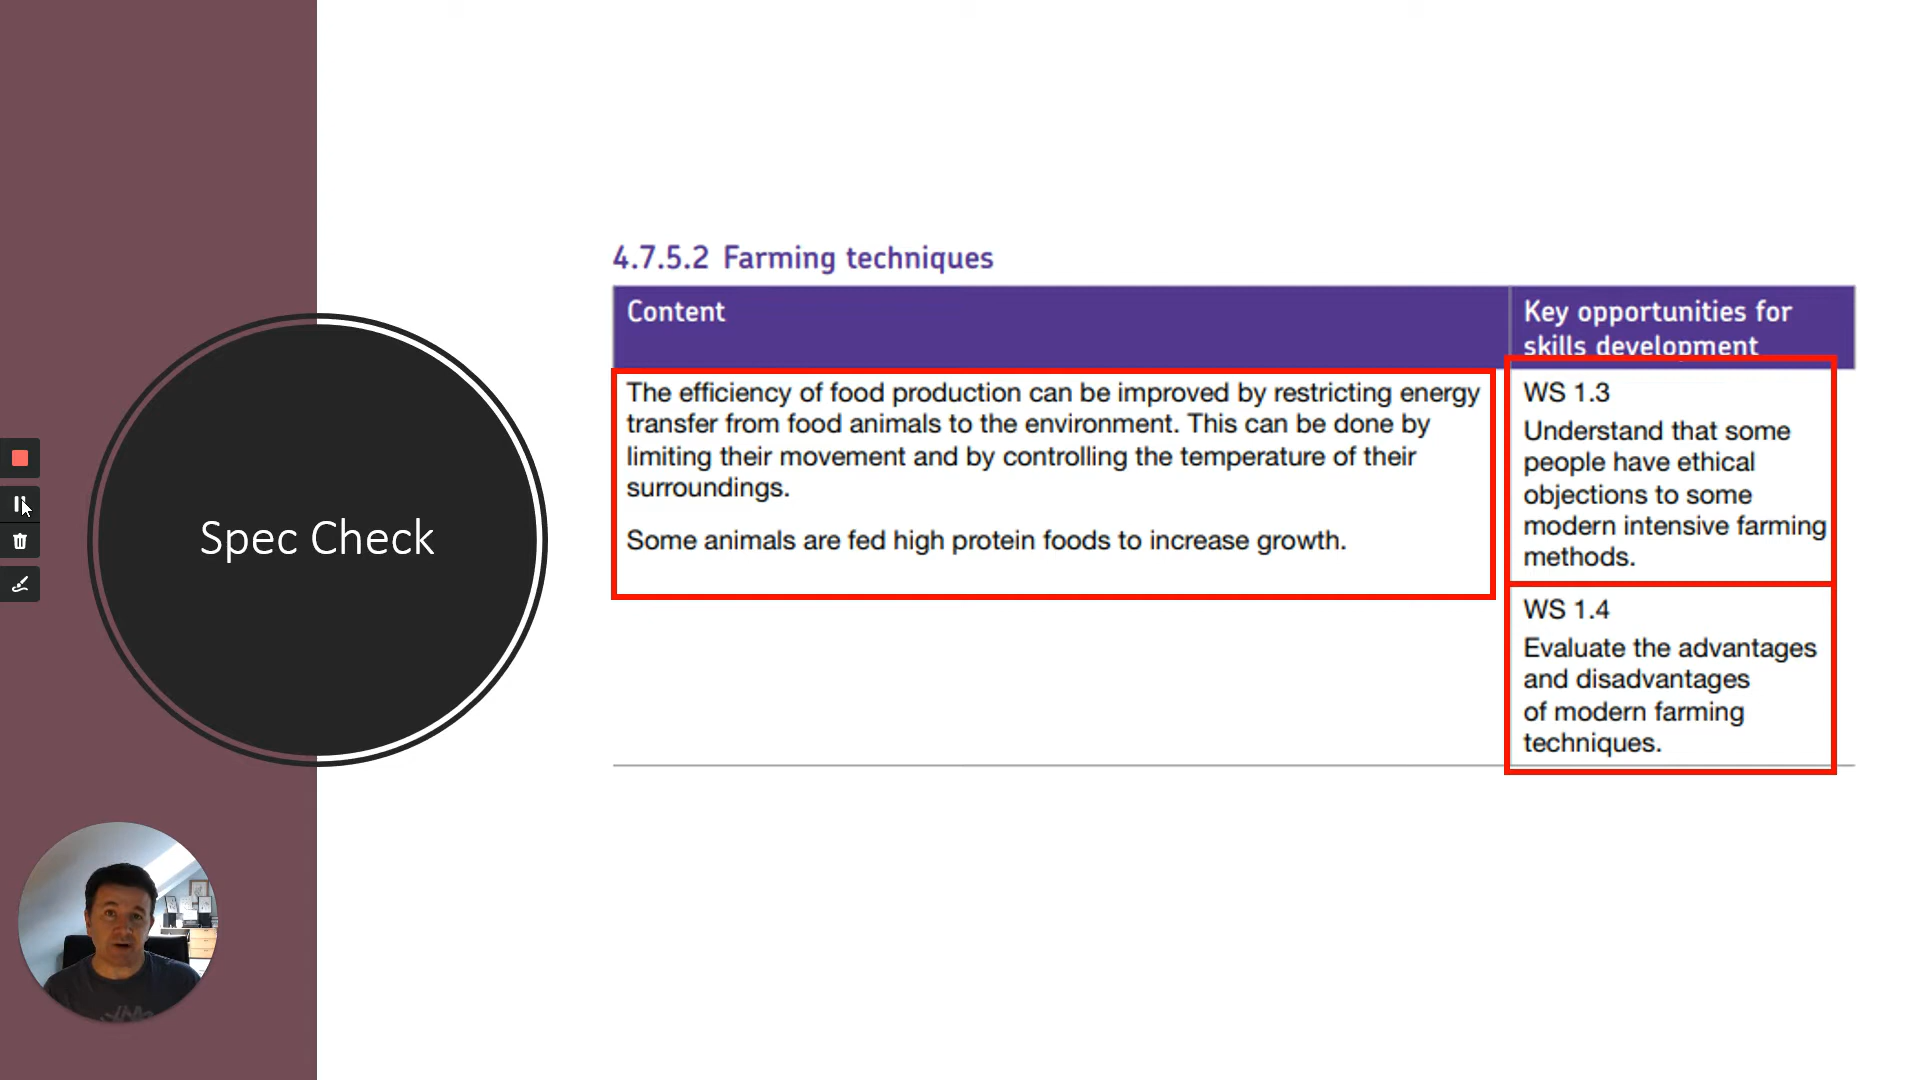 Spec Check
4.7.5.2 Farming techniques
Content
Key opportunities for
skills development
The efficiency of food production can be improved by restricting energy
transfer from food animals to the environment. This can be done by
limiting their movement and by controlling the temperature of their
surroundings.
Some animals are fed high protein foods to increase growth.
WS 1.3
Understand that some
people have ethical
objections to some
modern intensive farming
methods.
WS 1.4
Evaluate the advantages
and disadvantages
of modern farming
techniques.